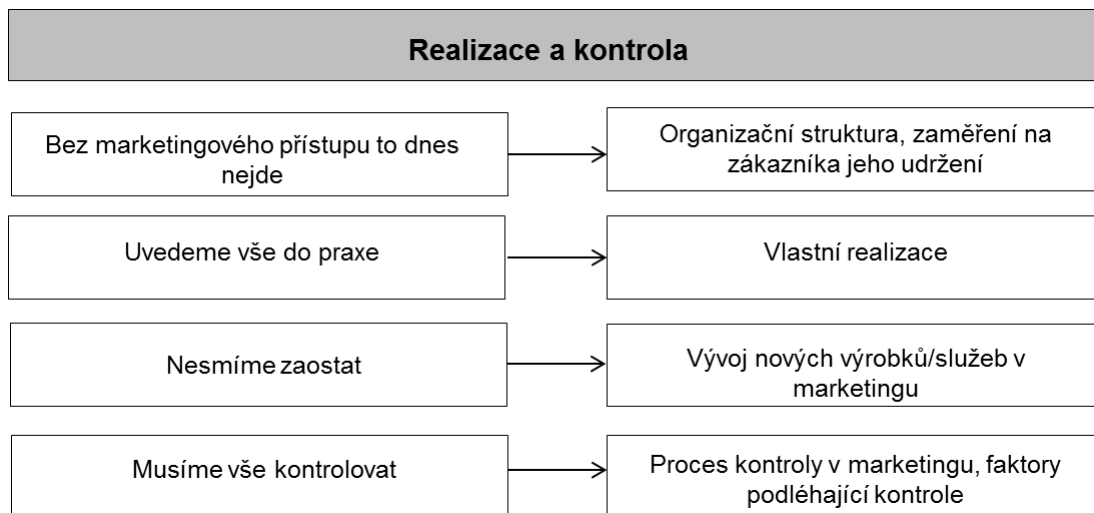 Realizace a kontrola
Bez marketingového přístupu to dnes
nejde
Organizační struktura, zaměření na
zákazníka jeho udržení
Uvedeme vše do praxe
Vlastní realizace
Nesmíme zaostat
Vývoj nových výrobků/služeb v
marketingu
Musíme vše kontrolovat
Proces kontroly v marketingu, faktory
podléhající kontrole